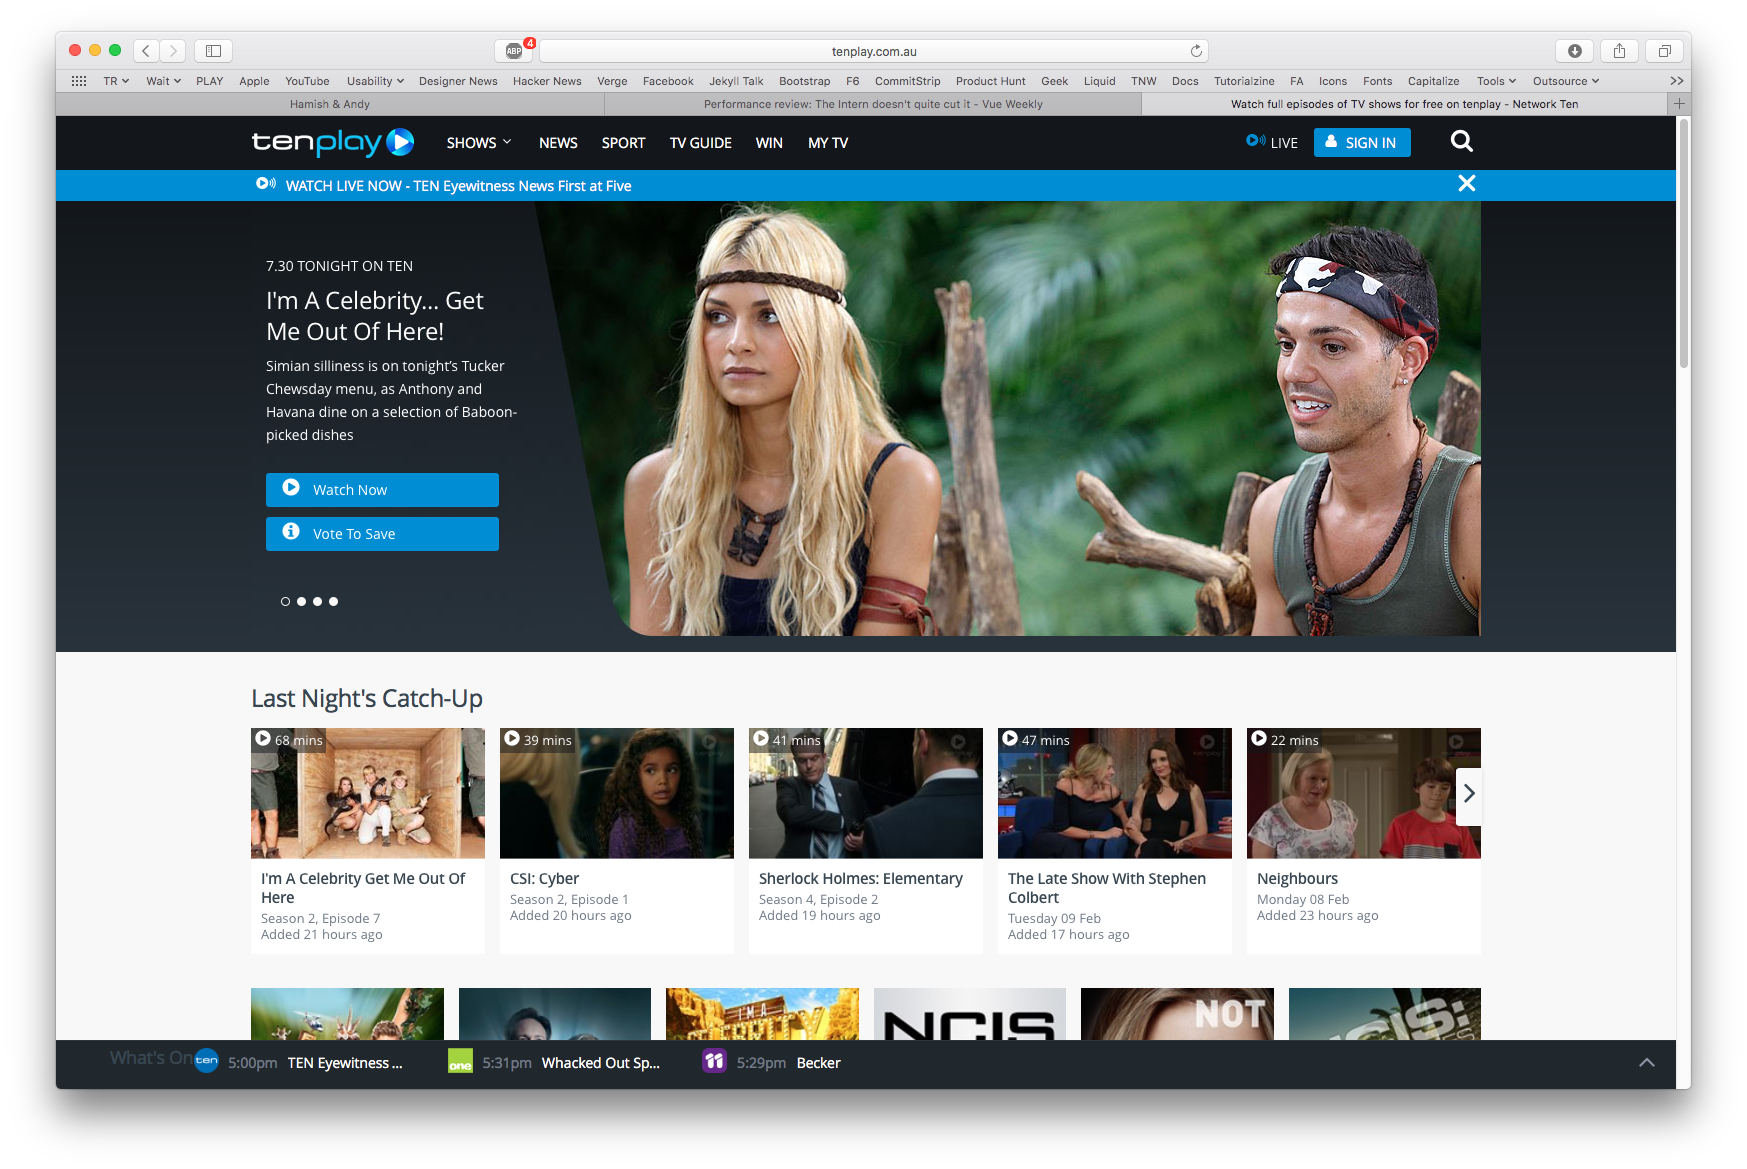 ABP
4
tenplay.com.au
TR
Wait
PLAY
Apple
YouTube
Usability
Designer News
Hacker News
Verge
Facebook
Jekyll Talk
Bootstrap
F6
CommitStrip
Product Hunt
Geek
Liquid
TNW
Docs
Tutorialzine
FA
Icons
Fonts
Capitalize
Tools
Outsource
Hamish & Andy
Performance review: The Intern doesn't quite cut it - Vue Weekly
Watch full episodes of TV shows for free on tenplay - Network Ten
tenplay
SHOWS
NEWS
SPORT
TV GUIDE
WIN
MY TV
LIVE
SIGN IN
WATCH LIVE NOW - TEN Eyewitness News First at Five
7.30 TONIGHT ON TEN
I'm A Celebrity... Get
Me Out Of Here!
Simian silliness is on tonight's Tucker
Chewsday menu, as Anthony and
Havana dine on a selection of Baboon-
picked dishes
Watch Now
Vote To Save
Last Night's Catch-Up
68 mins
I'm A Celebrity Get Me Out Of
Here
Season 2, Episode 7
Added 21 hours ago
39 mins
CSI: Cyber
Season 2, Episode 1
Added 20 hours ago
41 mins
Sherlock Holmes: Elementary
Season 4, Episode 2
Added 19 hours ago
47 mins
The Late Show With Stephen
Colbert
Tuesday 09 Feb
Added 17 hours ago
22 mins
Neighbours
Monday 08 Feb
Added 23 hours ago
I'M A
CELEBRITY
NCIS
NOT
NCIS:
What's On
ten
5:00pm
TEN Eyewitness ...
one
5:31pm
Whacked Out Sp...
11
5:29pm
Becker